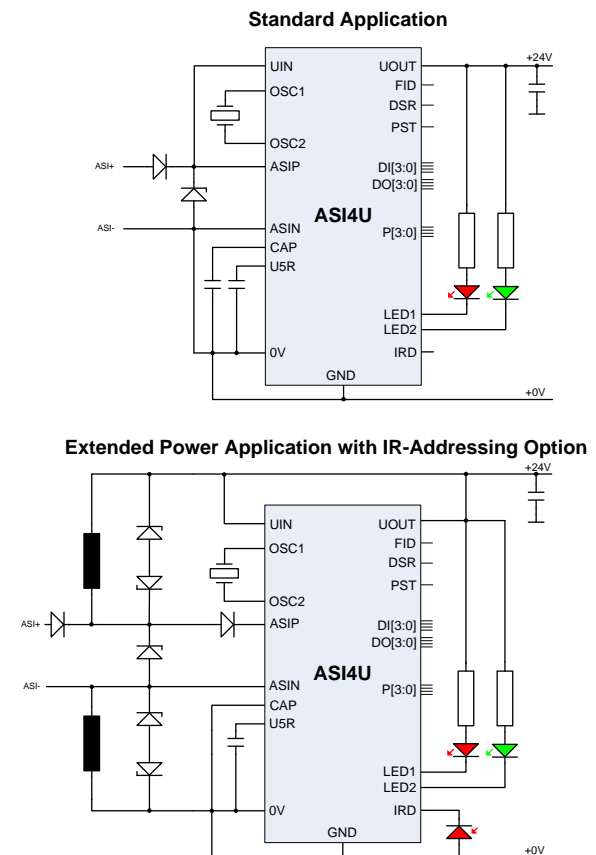 Standard Application
+24V
UIN
UOUT
OSC1
FID
DSR
PST
OSC2
ASI+
ASIP
DI[3:0]
DO[3:0]
ASI4U
ASI-
ASIN
P[3:0]
CAP
U5R
LED1
LED2
0V
IRD
GND
+0V
Extended Power Application with IR-Addressing Option
+24V
UIN
UOUT
OSC1
FID
DSR
PST
OSC2
ASI+
ASIP
DI[3:0]
DO[3:0]
ASI4U
ASI-
ASIN
P[3:0]
CAP
U5R
LED1
LED2
0V
IRD
GND
+0V